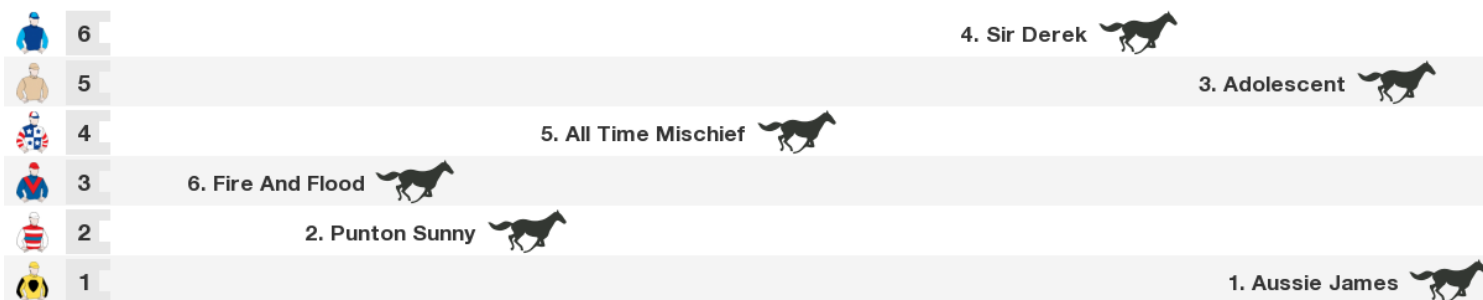 6 4. Sir Derek
5 3. Adolescent
4 5. All Time Mischief
3 6. Fire And Flood
2 2. Punton Sunny
1 1. Aussie James